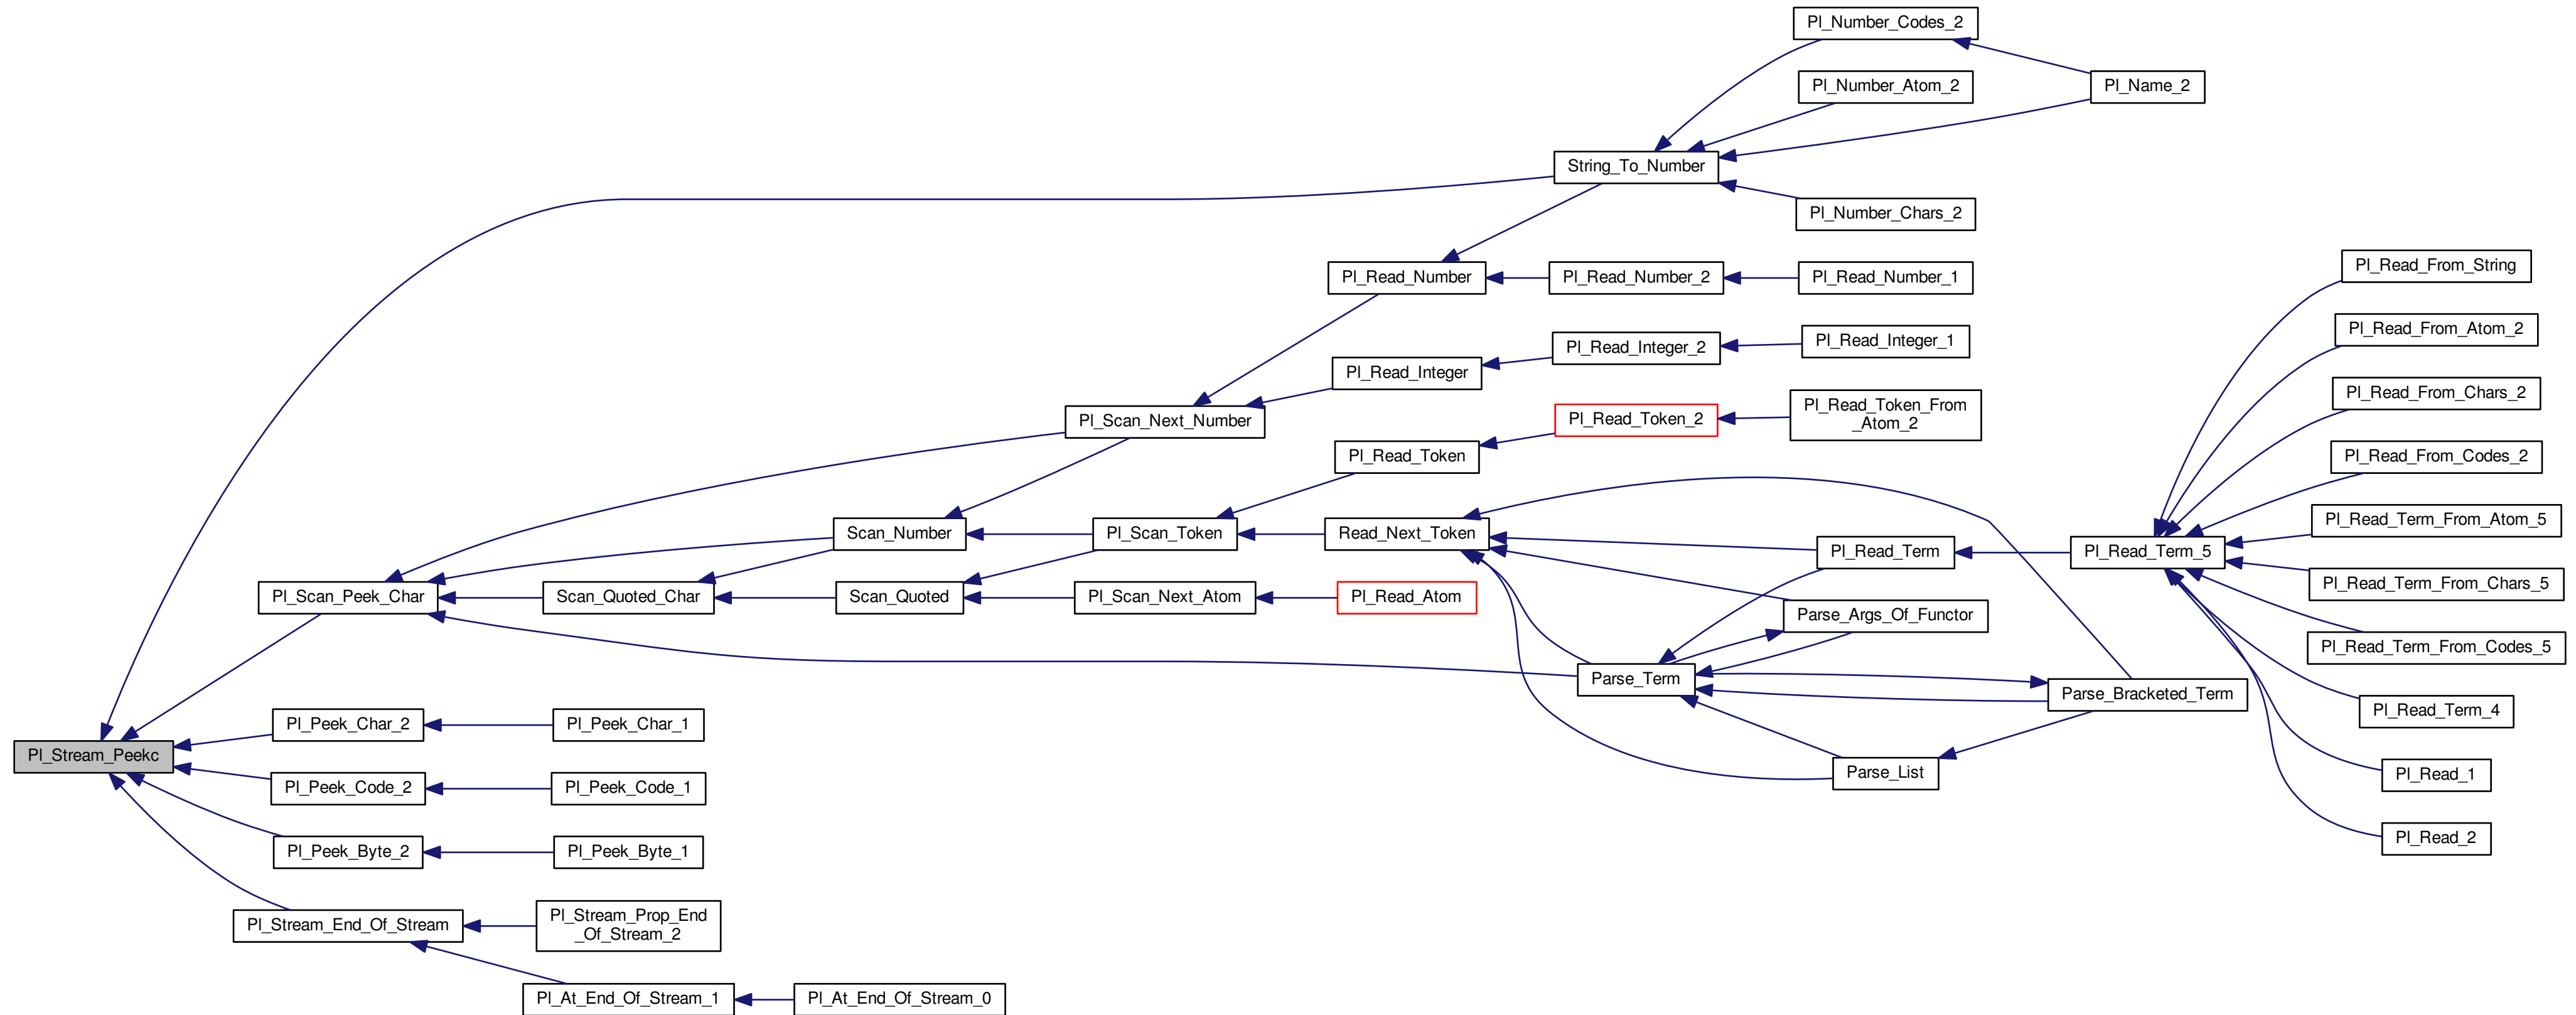 Pl_Number_Codes_2
Pl_Number_Atom_2
Pl_Name_2
String_To_Number
Pl_Number_Chars_2
Pl_Read_Number
Pl_Read_Number_2
Pl_Read_Number_1
Pl_Read_From_String
Pl_Read_From_Atom_2
Pl_Read_Integer
Pl_Read_Integer_2
Pl_Read_Integer_1
Pl_Read_From_Chars_2
Pl_Scan_Next_Number
Pl_Read_Token_2
Pl_Read_Token_From
_Atom_2
Pl_Read_Token
Pl_Read_From_Codes_2
Scan_Number
Pl_Scan_Token
Read_Next_Token
Pl_Read_Term
Pl_Read_Term_5
Pl_Read_Term_From_Atom_5
Pl_Read_Term_From_Chars_5
Pl_Scan_Peek_Char
Scan_Quoted_Char
Scan_Quoted
Pl_Scan_Next_Atom
Pl_Read_Atom
Parse_Args_Of_Functor
Pl_Read_Term_From_Codes_5
Parse_Term
Parse_Bracketed_Term
Pl_Read_Term_4
Pl_Peek_Char_2
Pl_Peek_Char_1
Pl_Stream_Peekc
Parse_List
Pl_Read_1
Pl_Peek_Code_2
Pl_Peek_Code_1
Pl_Read_2
Pl_Peek_Byte_2
Pl_Peek_Byte_1
Pl_Stream_End_Of_Stream
Pl_Stream_Prop_End
_Of_Stream_2
Pl_At_End_Of_Stream_1
Pl_At_End_Of_Stream_0